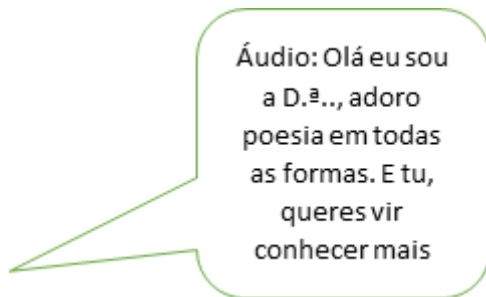 Áudio: Olá eu sou
a D.ª.., adoro
poesia em todas
as formas. E tu,
queres vir
conhecer mais